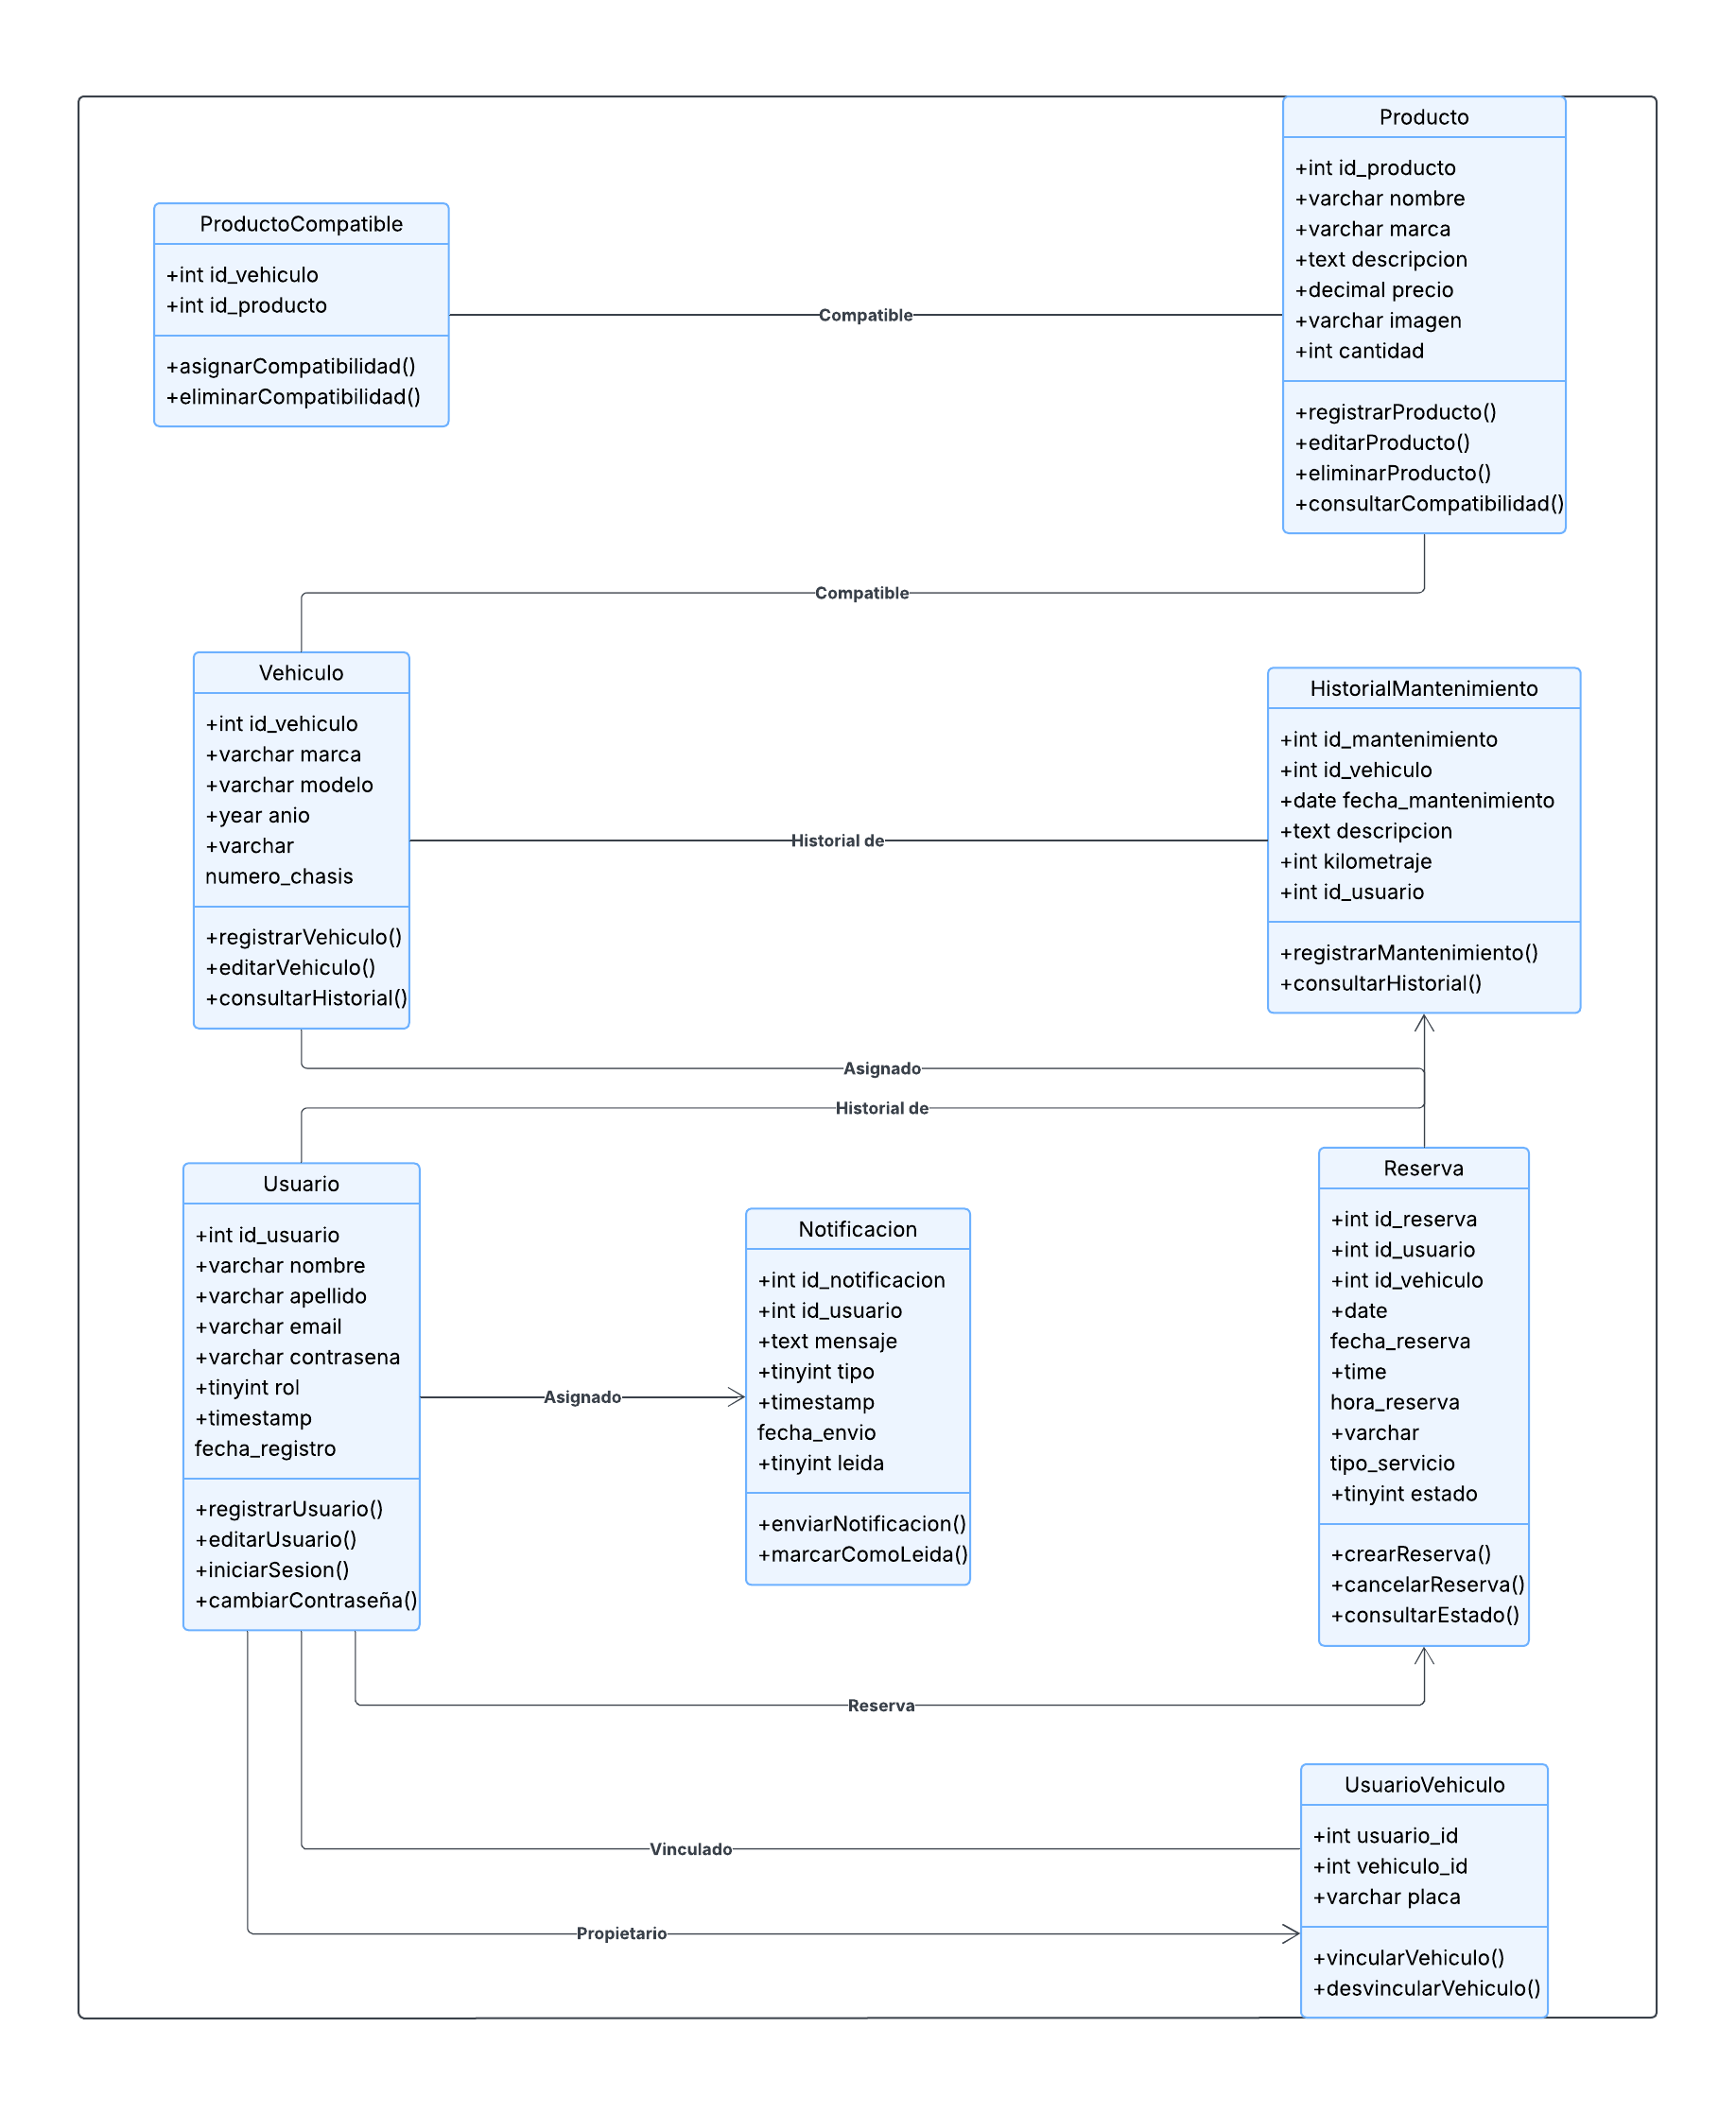 Producto
+int id_producto
+varchar nombre
+varchar marca
+text descripcion
+decimal precio
+varchar imagen
+int cantidad
+registrarProducto()
+editarProducto()
+eliminarProducto()
+consultarCompatibilidad()
ProductoCompatible
+int id_vehiculo
+int id_producto
+asignarCompatibilidad()
+eliminarCompatibilidad()
Compatible
Compatible
Vehiculo
+int id_vehiculo
+varchar marca
+varchar modelo
+year anio
+varchar
numero_chasis
+registrarVehiculo()
+editarVehiculo()
+consultarHistorial()
Historial de
HistorialMantenimiento
+int id_mantenimiento
+int id_vehiculo
+date fecha_mantenimiento
+text descripcion
+int kilometraje
+int id_usuario
+registrarMantenimiento()
+consultarHistorial()
Asignado
Historial de
Usuario
+int id_usuario
+varchar nombre
+varchar apellido
+varchar email
+varchar contrasena
+tinyint rol
+timestamp
fecha_registro
+registrarUsuario()
+editarUsuario()
+iniciarSesion()
+cambiarContraseña()
Asignado
Notificacion
+int id_notificacion
+int id_usuario
+text mensaje
+tinyint tipo
+timestamp
fecha_envio
+tinyint leida
+enviarNotificacion()
+marcarComoLeida()
Reserva
+int id_reserva
+int id_usuario
+int id_vehiculo
+date
fecha_reserva
+time
hora_reserva
+varchar
tipo_servicio
+tinyint estado
+crearReserva()
+cancelarReserva()
+consultarEstado()
Reserva
Vinculado
Propietario
UsuarioVehiculo
+int usuario_id
+int vehiculo_id
+varchar placa
+vincularVehiculo()
+desvincularVehiculo()